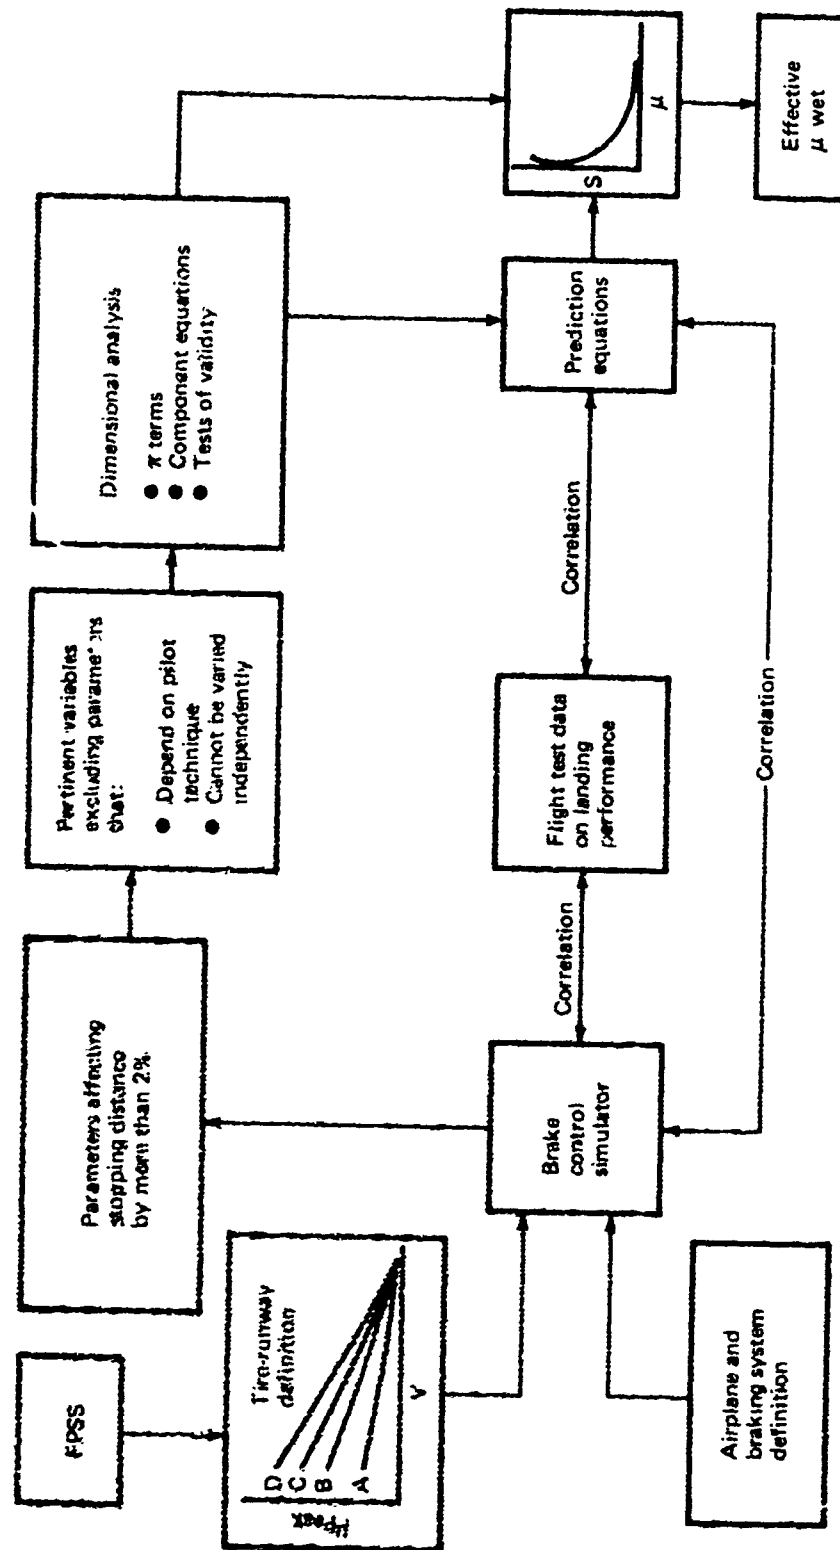 FPSS
Tire-runway
definition
μpeak
D
C
B
A
V
Airplane and
braking system
definition
Parameters affecting
stopping distance
by more than 2%.
Brake
control
simulator
Correlation
Flight test data
on landing
performance
Correlation
Correlation
Pertinent variables
excluding parameters
that:
● Depend on pilot
technique
● Cannot be varied
independently
Dimensional analysis
● π terms
● Component equations
● Tests of validity
Prediction
equations
S
μ
Effective
μ wet